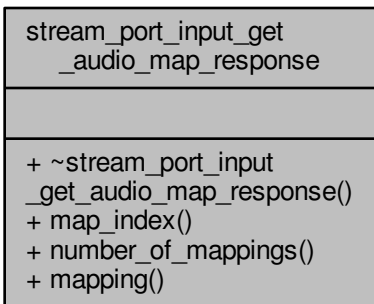 stream_port_input_get
_audio_map_response
+ ~stream_port_input
_get_audio_map_response()
+ map_index()
+ number_of_mappings()
+ mapping()